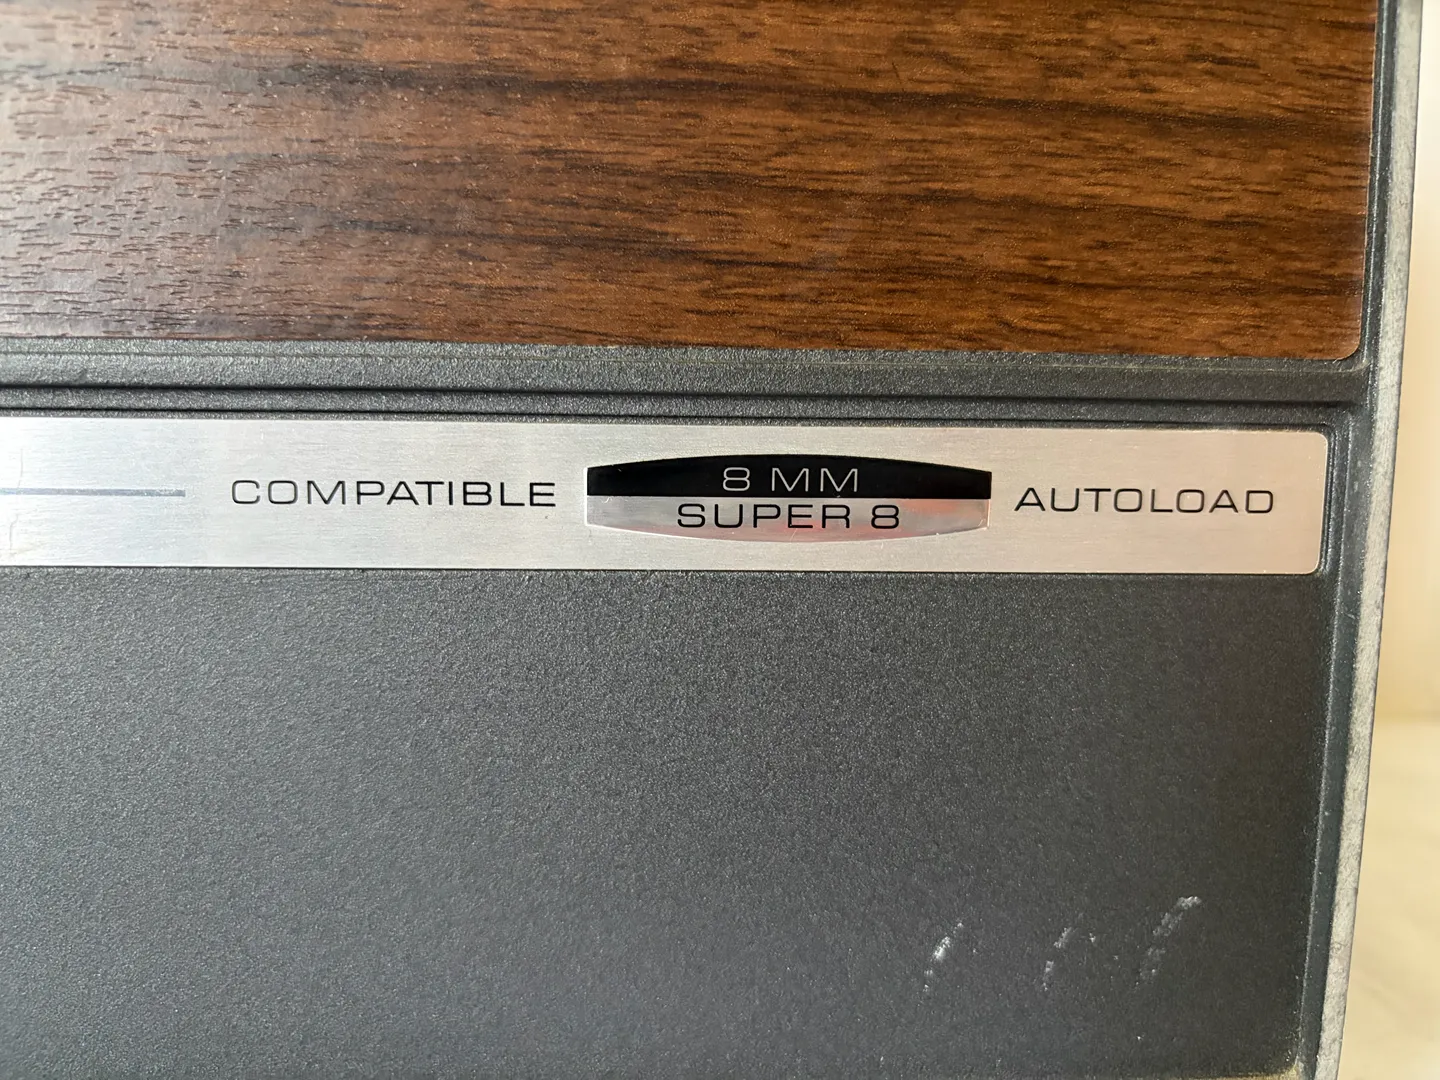 COMPATIBLE
8 MM
SUPER 8
AUTOLOAD